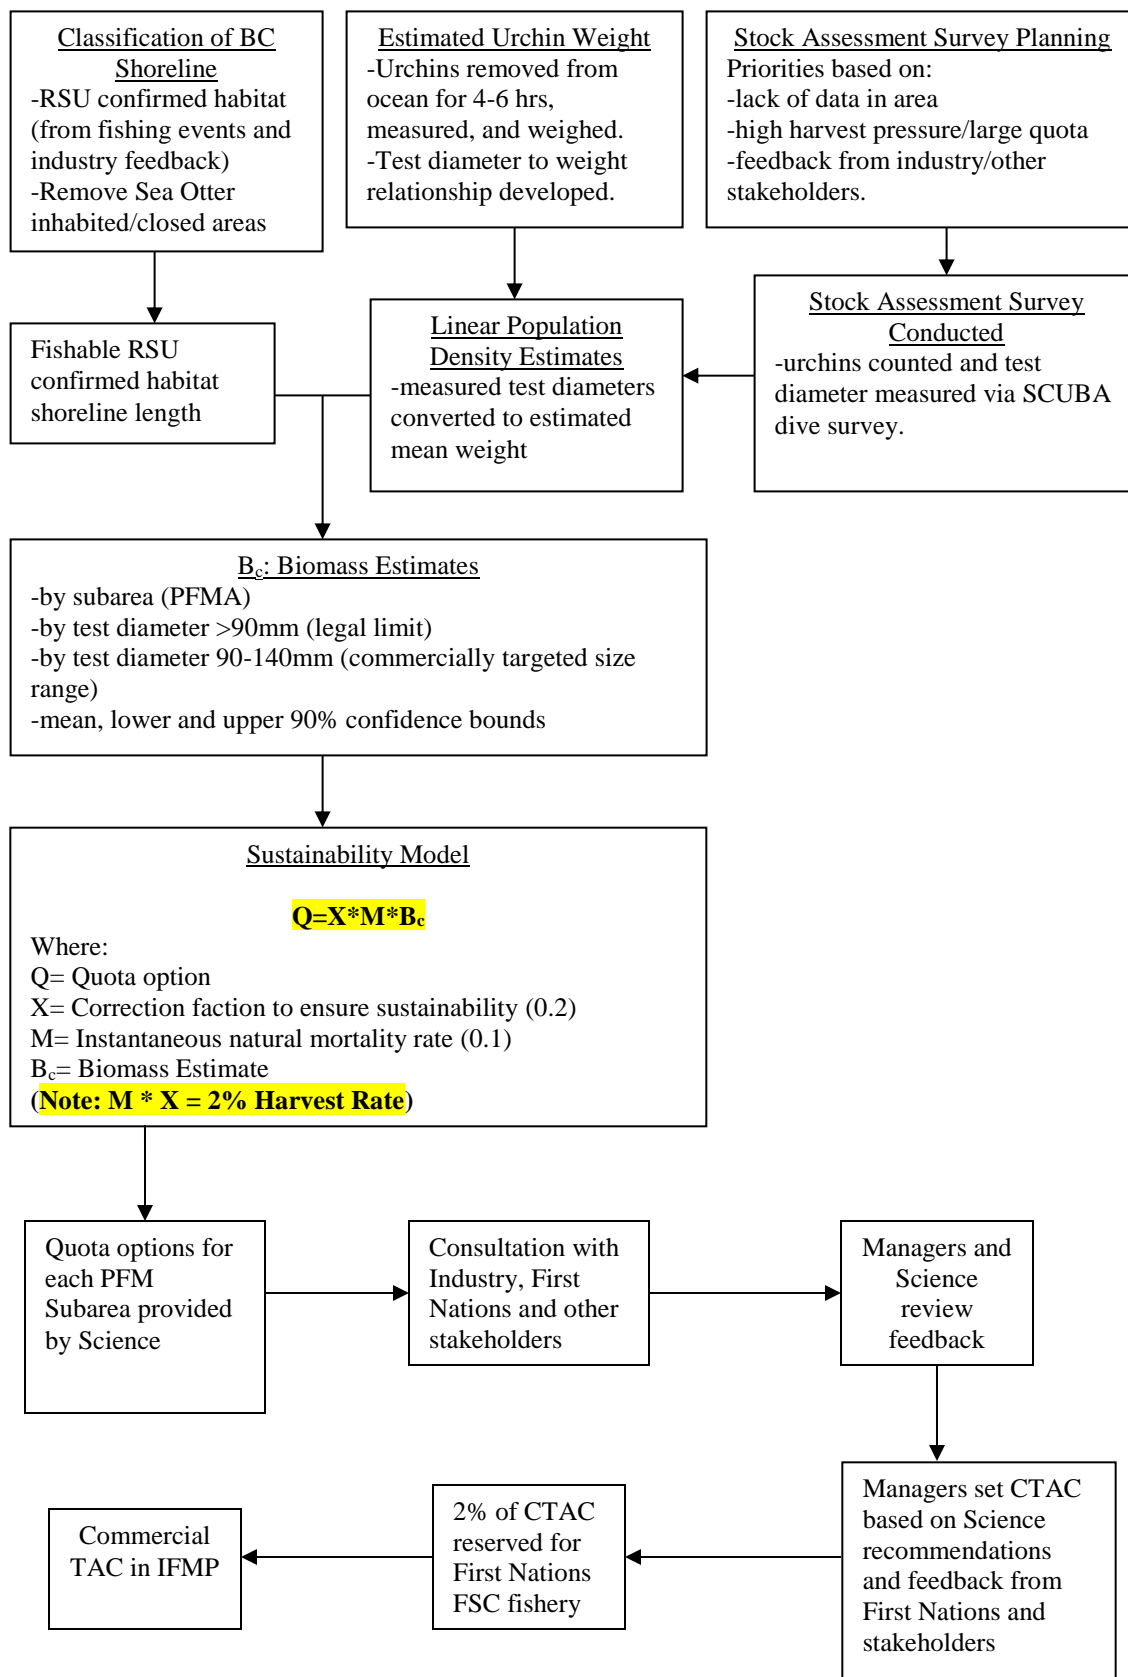 Classification of BC
Shoreline
-RSU confirmed habitat
(from fishing events and
industry feedback)
-Remove Sea Otter
inhabited/closed areas
Estimated Urchin Weight
-Urchins removed from
ocean for 4-6 hrs,
measured, and weighed.
-Test diameter to weight
relationship developed.
Stock Assessment Survey Planning
Priorities based on:
-lack of data in area
-high harvest pressure/large quota
-feedback from industry/other
stakeholders.
Fishable RSU
confirmed habitat
shoreline length
Linear Population
Density Estimates
-measured test diameters
converted to estimated
mean weight
Stock Assessment Survey
Conducted
-urchins counted and test
diameter measured via SCUBA
dive survey.
Bc: Biomass Estimates
-by subarea (PFMA)
-by test diameter >90mm (legal limit)
-by test diameter 90-140mm (commercially targeted size
range)
-mean, lower and upper 90% confidence bounds
Sustainability Model
Q=X*M*Bc
Where:
Q= Quota option
X= Correction faction to ensure sustainability (0.2)
M= Instantaneous natural mortality rate (0.1)
Bc= Biomass Estimate
(Note: M * X = 2% Harvest Rate)
Quota options for
each PFM
Subarea provided
by Science
Consultation with
Industry, First
Nations and other
stakeholders
Managers and
Science
review
feedback
Managers set CTAC
based on Science
recommendations
and feedback from
First Nations and
stakeholders
2% of CTAC
reserved for
First Nations
FSC fishery
Commercial
TAC in IFMP